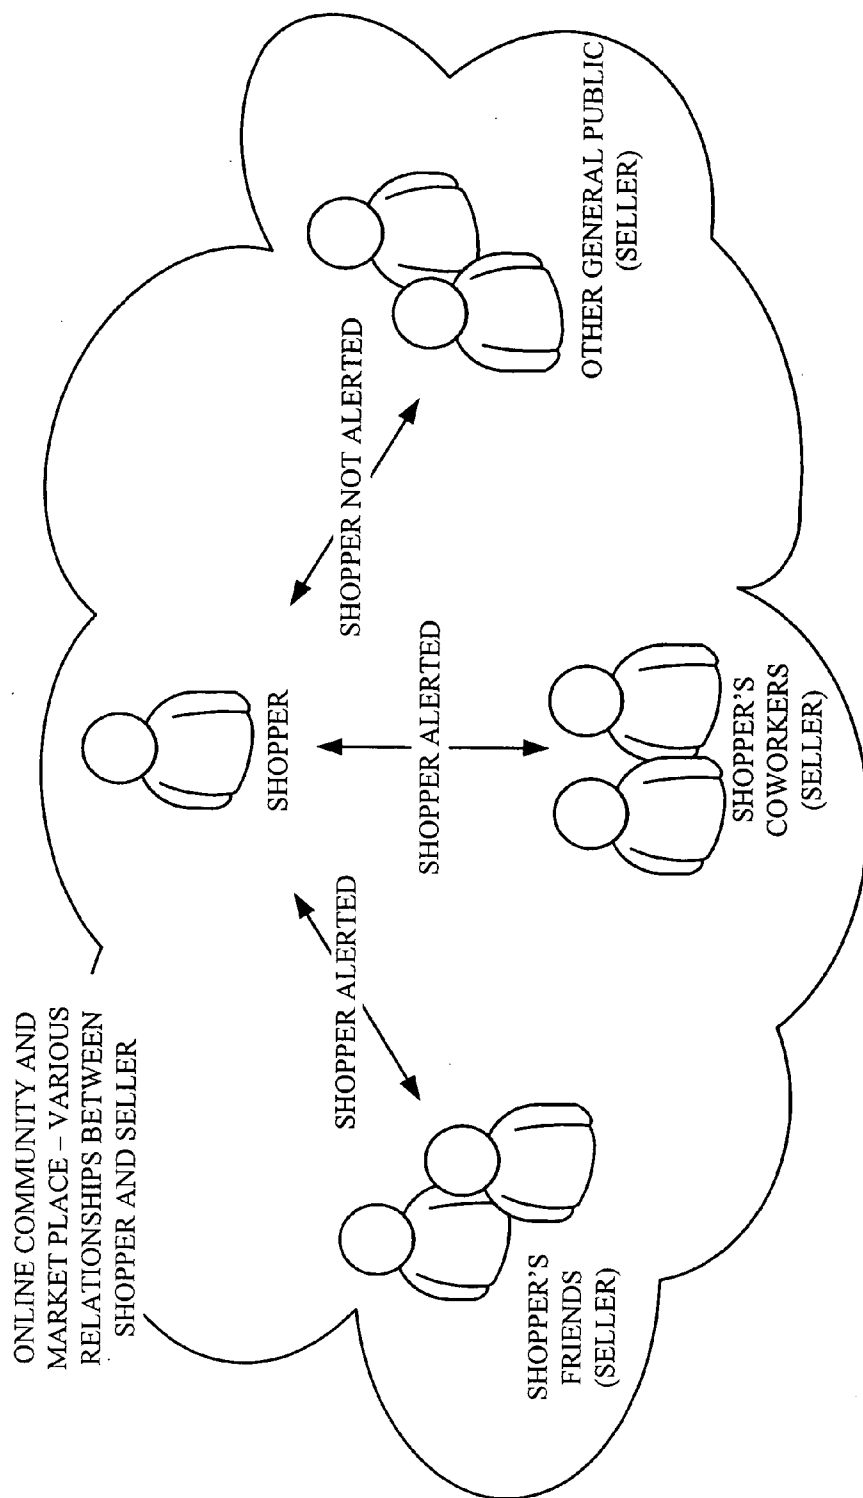 ONLINE COMMUNITY AND
MARKET PLACE – VARIOUS
RELATIONSHIPS BETWEEN
SHOPPER AND SELLER
SHOPPER
SHOPPER ALERTED
SHOPPER ALERTED
SHOPPER NOT ALERTED
SHOPPER'S
FRIENDS
(SELLER)
SHOPPER'S
COWORKERS
(SELLER)
OTHER GENERAL PUBLIC
(SELLER)